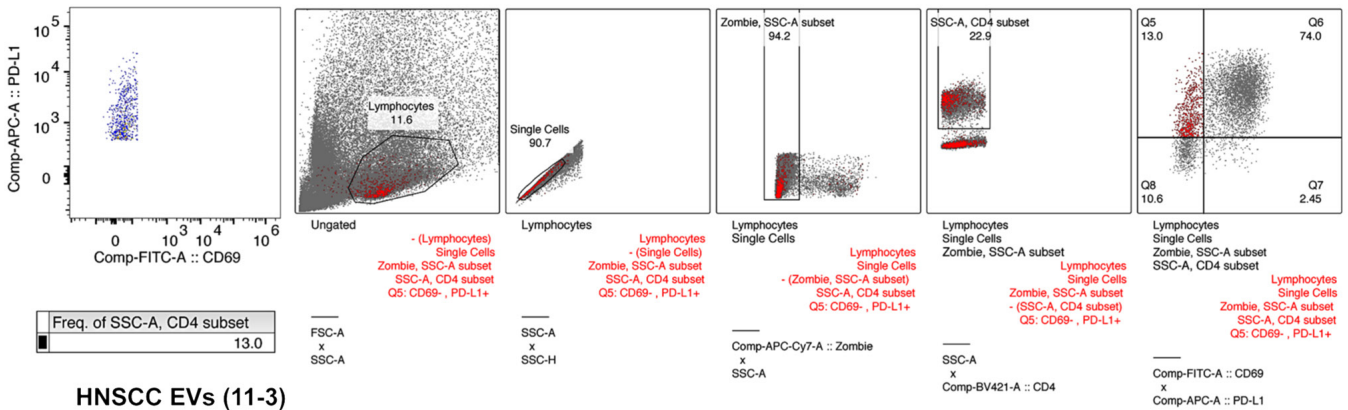 10^5
10^4
10^3
0
Comp-APC-A :: PD-L1
0 10^3 10^4 10^5 10^6
Comp-FITC-A :: CD69
Freq. of SSC-A, CD4 subset
13.0
HNSCC EVs (11-3)
Lymphocytes
11.6
Ungated
- (Lymphocytes)
Single Cells
Zombie, SSC-A subset
SSC-A, CD4 subset
Q5: CD69- , PD-L1+
FSC-A
x
SSC-A
Single Cells
90.7
Lymphocytes
Lymphocytes
- (Single Cells)
Zombie, SSC-A subset
SSC-A, CD4 subset
Q5: CD69- , PD-L1+
SSC-A
x
SSC-H
Zombie, SSC-A subset
94.2
Lymphocytes
Single Cells
Lymphocytes
Single Cells
- (Zombie, SSC-A subset)
SSC-A, CD4 subset
Q5: CD69- , PD-L1+
Comp-APC-Cy7-A :: Zombie
x
SSC-A
SSC-A, CD4 subset
22.9
Lymphocytes
Single Cells
Zombie, SSC-A subset
Lymphocytes
Single Cells
Zombie, SSC-A subset
- (SSC-A, CD4 subset)
Q5: CD69- , PD-L1+
SSC-A
x
Comp-BV421-A :: CD4
Q5
13.0
Q6
74.0
Q8
10.6
Q7
2.45
Lymphocytes
Single Cells
Zombie, SSC-A subset
SSC-A, CD4 subset
Lymphocytes
Single Cells
Zombie, SSC-A subset
SSC-A, CD4 subset
Q5: CD69- , PD-L1+
Comp-FITC-A :: CD69
x
Comp-APC-A :: PD-L1